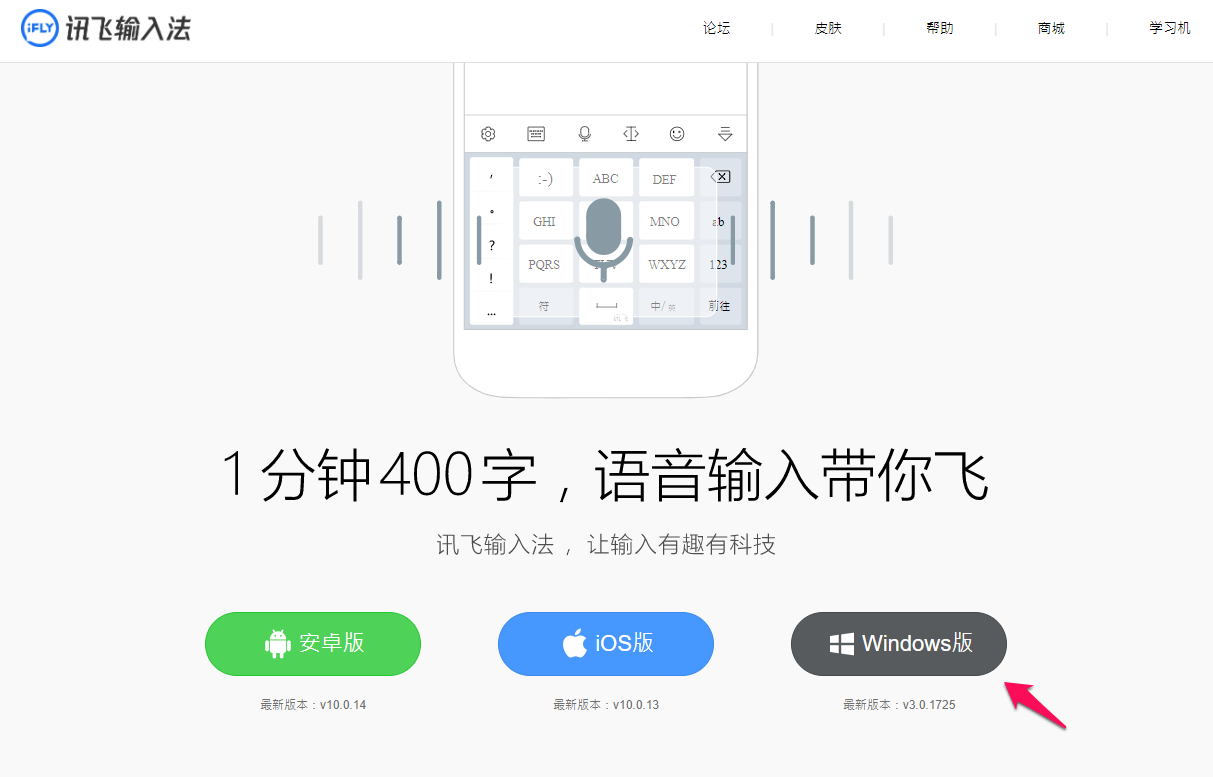 iFLY 讯飞输入法
论坛 | 皮肤 | 帮助 | 商城 | 学习机
, :-) ABC DEF
。 GHI MNO ab
? PQRS WXYZ 123
! 符 中/英 前往
...
1分钟400字，语音输入带你飞
讯飞输入法 ，让输入有趣有科技
安卓版 iOS版 Windows版
最新版本：v10.0.14 最新版本：v10.0.13 最新版本：v3.0.1725